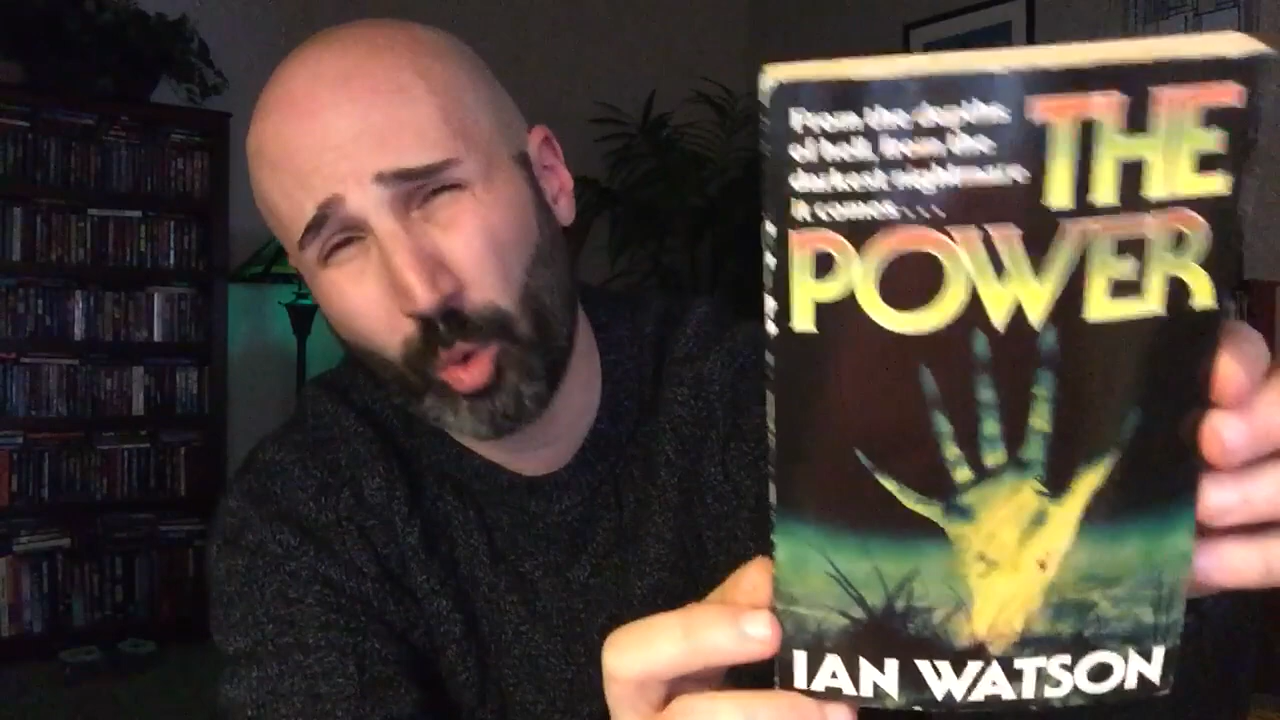 From the depths
of hell, from the
darkest nightmare
it comes...
THE
POWER
IAN WATSON